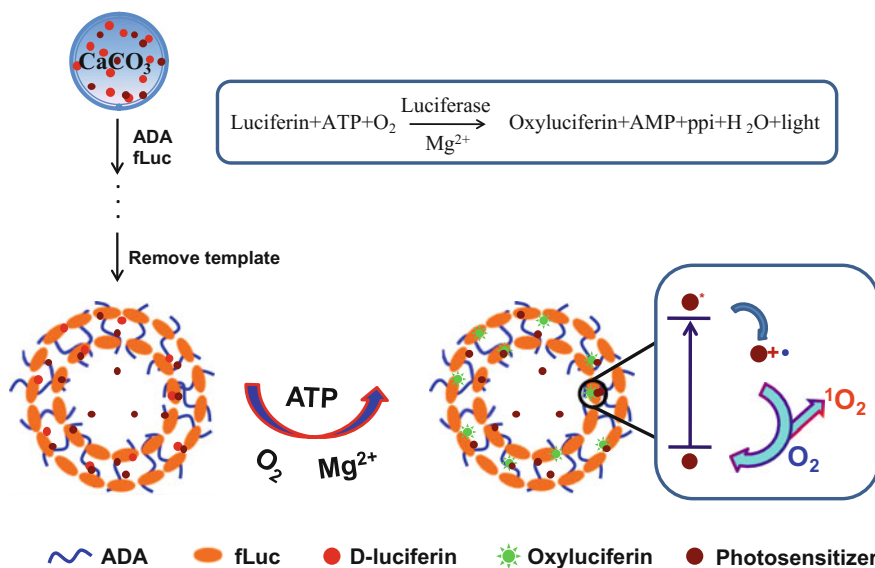 CaCO₃
Luciferin+ATP+O₂
Luciferase
Mg²⁺
Oxyluciferin+AMP+ppi+H₂O+light
ADA
fLuc
Remove template
ATP
O₂
Mg²⁺
*
+•
¹O₂
O₂
ADA
fLuc
D-luciferin
Oxyluciferin
Photosensitizer